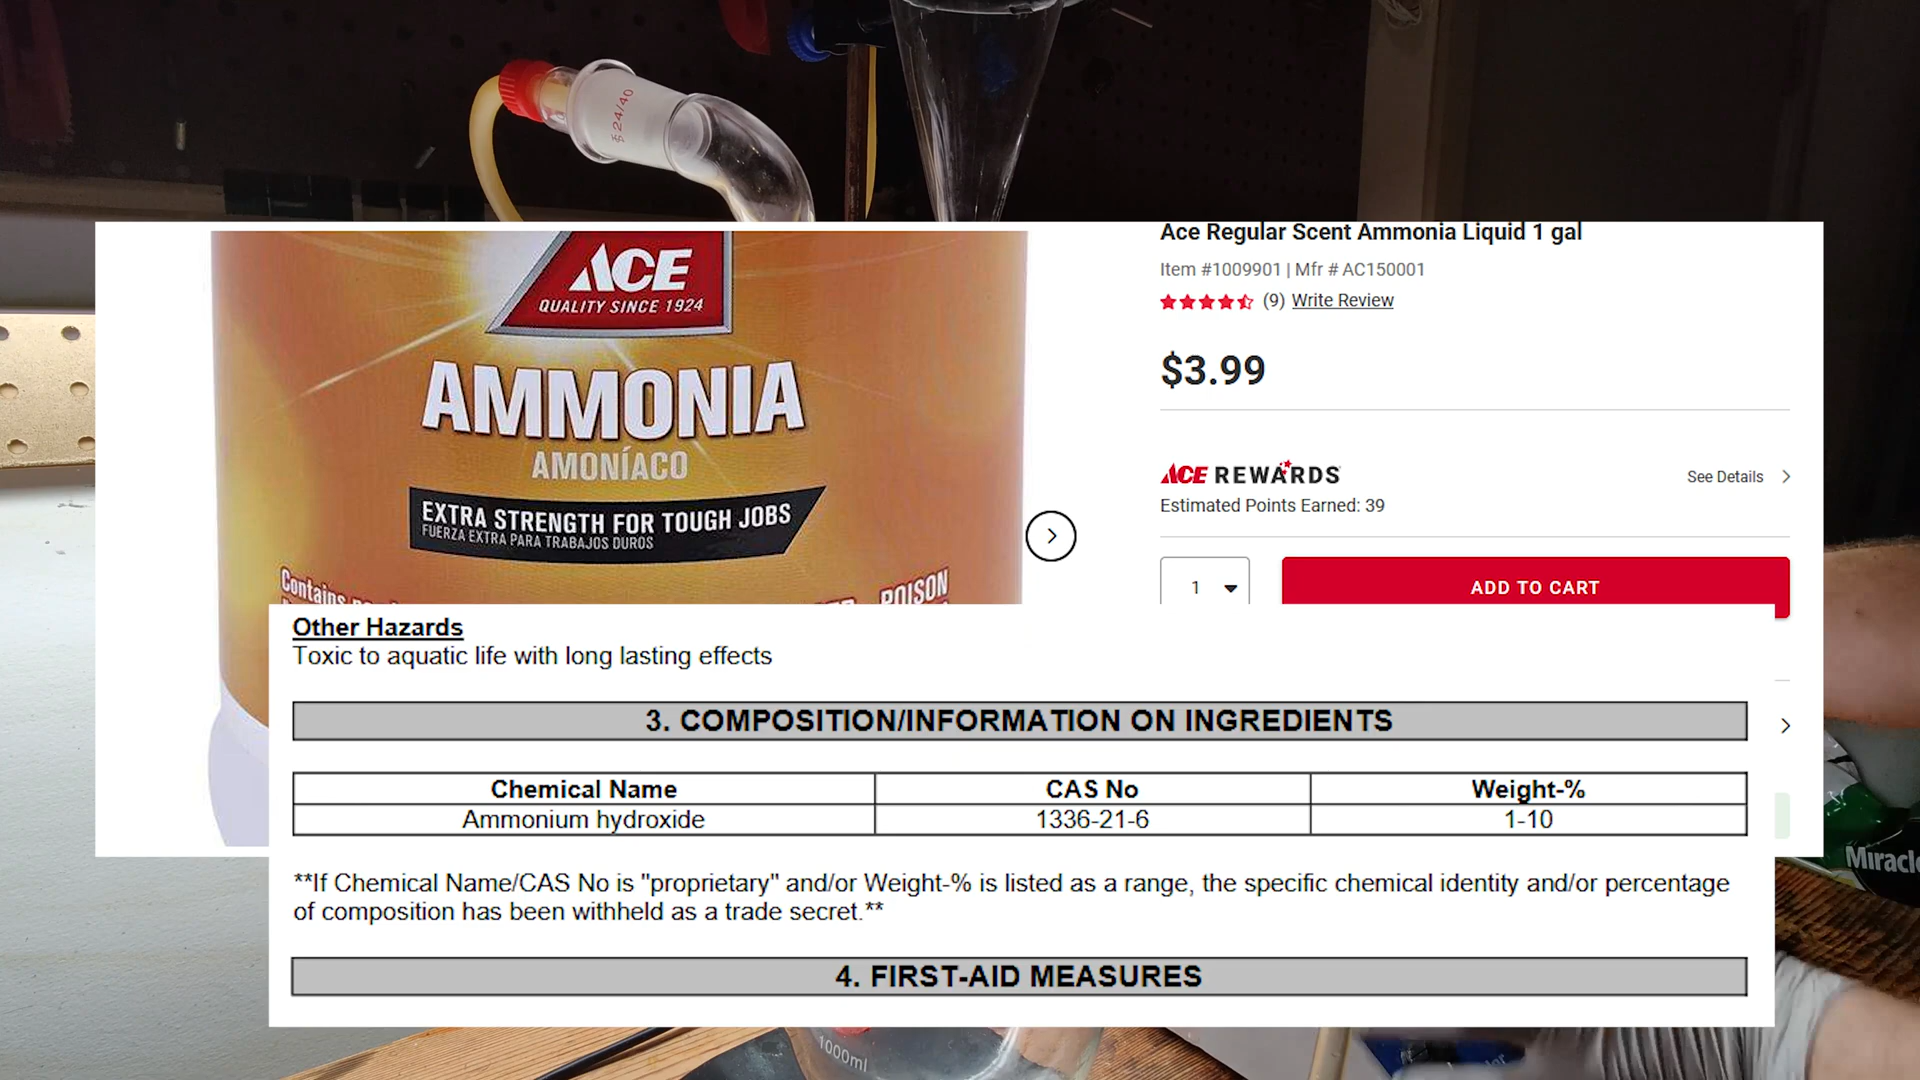 24/40
Ace Regular Scent Ammonia Liquid 1 gal
Item #1009901 | Mfr # AC150001
(9) Write Review
$3.99
ACE REWARDS
See Details
Estimated Points Earned: 39
1
ADD TO CART
ACE
QUALITY SINCE 1924
AMMONIA
AMONÍACO
EXTRA STRENGTH FOR TOUGH JOBS
FUERZA EXTRA PARA TRABAJOS DUROS
Contains
POISON
Other Hazards
Toxic to aquatic life with long lasting effects
3. COMPOSITION/INFORMATION ON INGREDIENTS
Chemical Name CAS No Weight-%
Ammonium hydroxide 1336-21-6 1-10
**If Chemical Name/CAS No is "proprietary" and/or Weight-% is listed as a range, the specific chemical identity and/or percentage
of composition has been withheld as a trade secret.**
4. FIRST-AID MEASURES
Miracle
1000ml